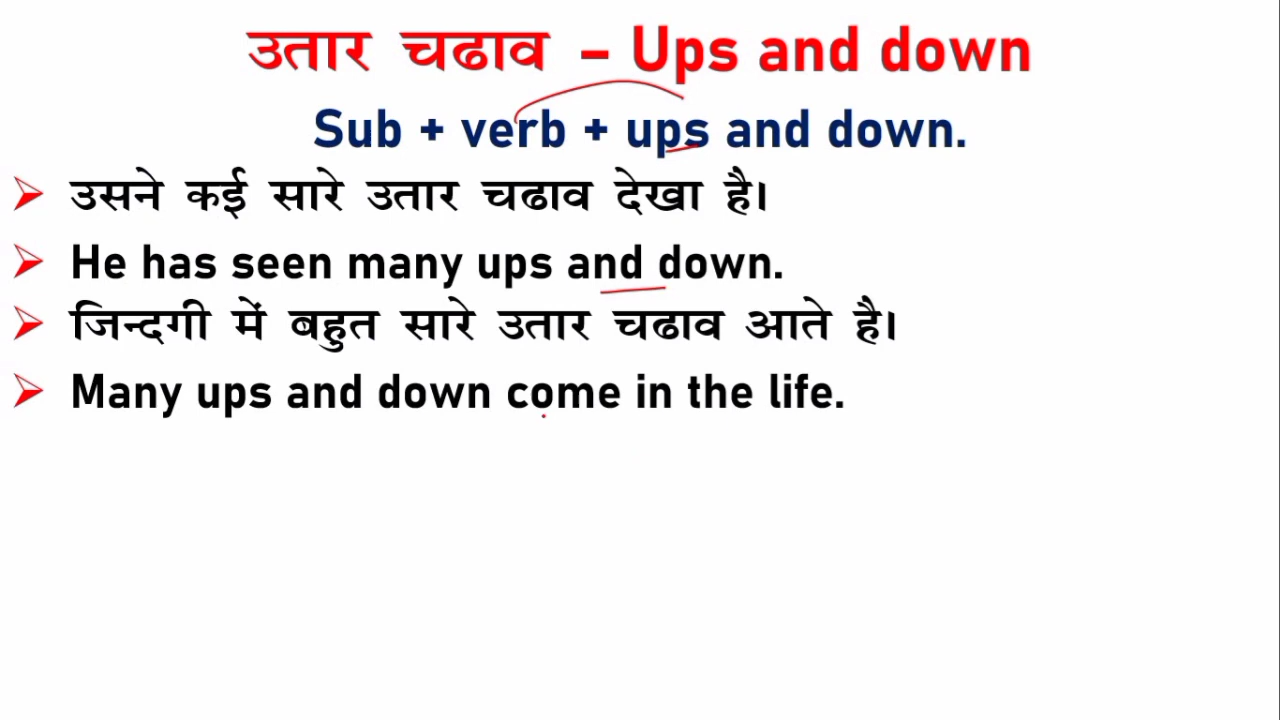 उतार चढाव – Ups and down
Sub + verb + ups and down.
➢ उसने कई सारे उतार चढाव देखा है।
➢ He has seen many ups and down.
➢ जिन्दगी में बहुत सारे उतार चढाव आते है।
➢ Many ups and down come in the life.